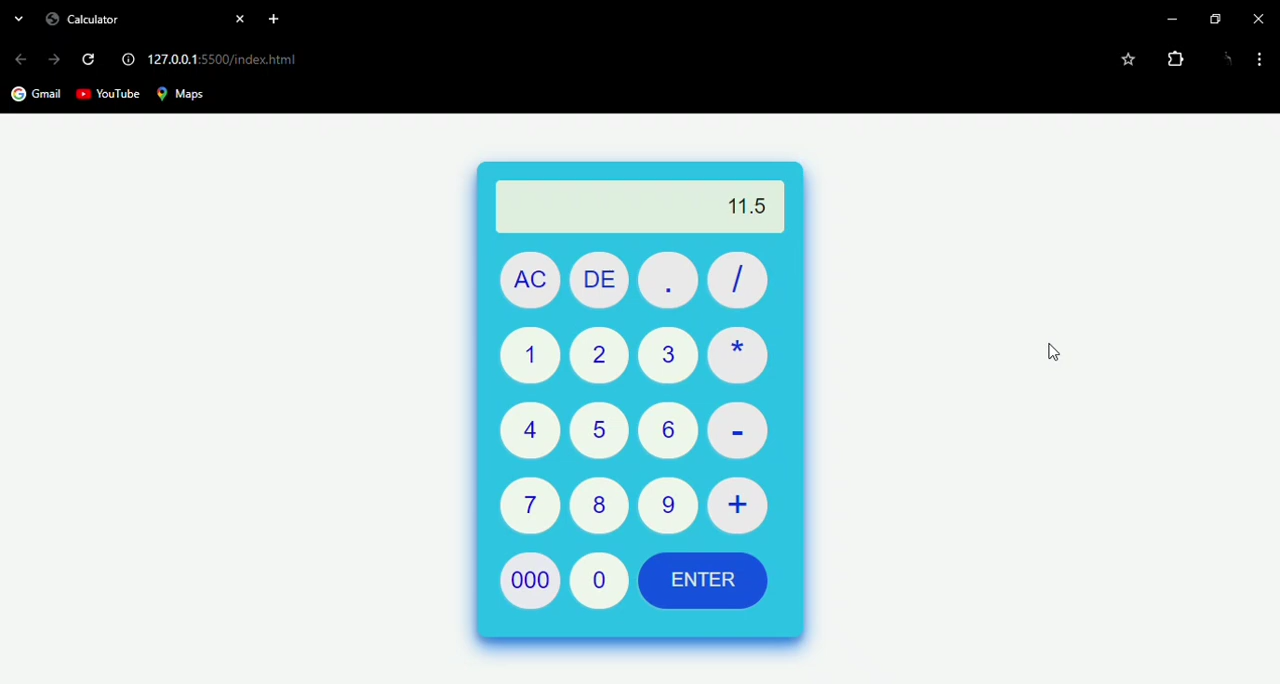 Calculator
127.0.0.1:5500/index.html
Gmail YouTube Maps
11.5
AC DE . /
1 2 3 *
4 5 6 -
7 8 9 +
000 0 ENTER